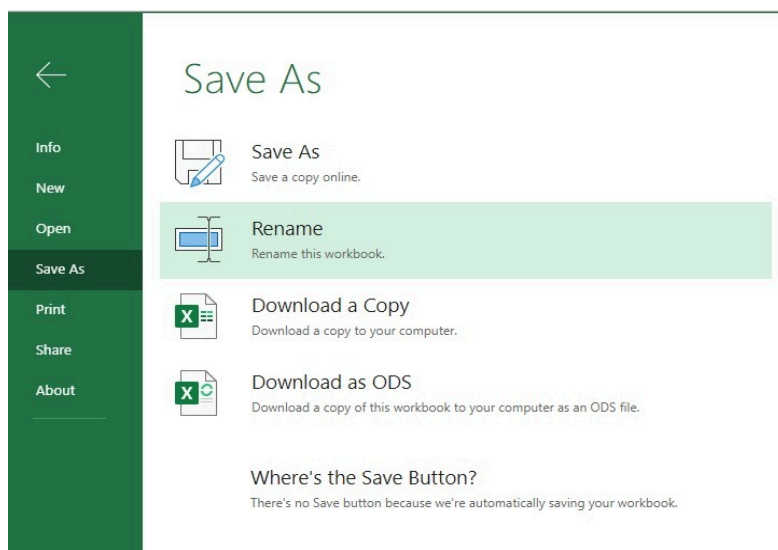 Save As
Info
New
Open
Save As
Print
Share
About
Save As
Save a copy online.
Rename
Rename this workbook.
Download a Copy
Download a copy to your computer.
Download as ODS
Download a copy of this workbook to your computer as an ODS file.
Where's the Save Button?
There's no Save button because we're automatically saving your workbook.